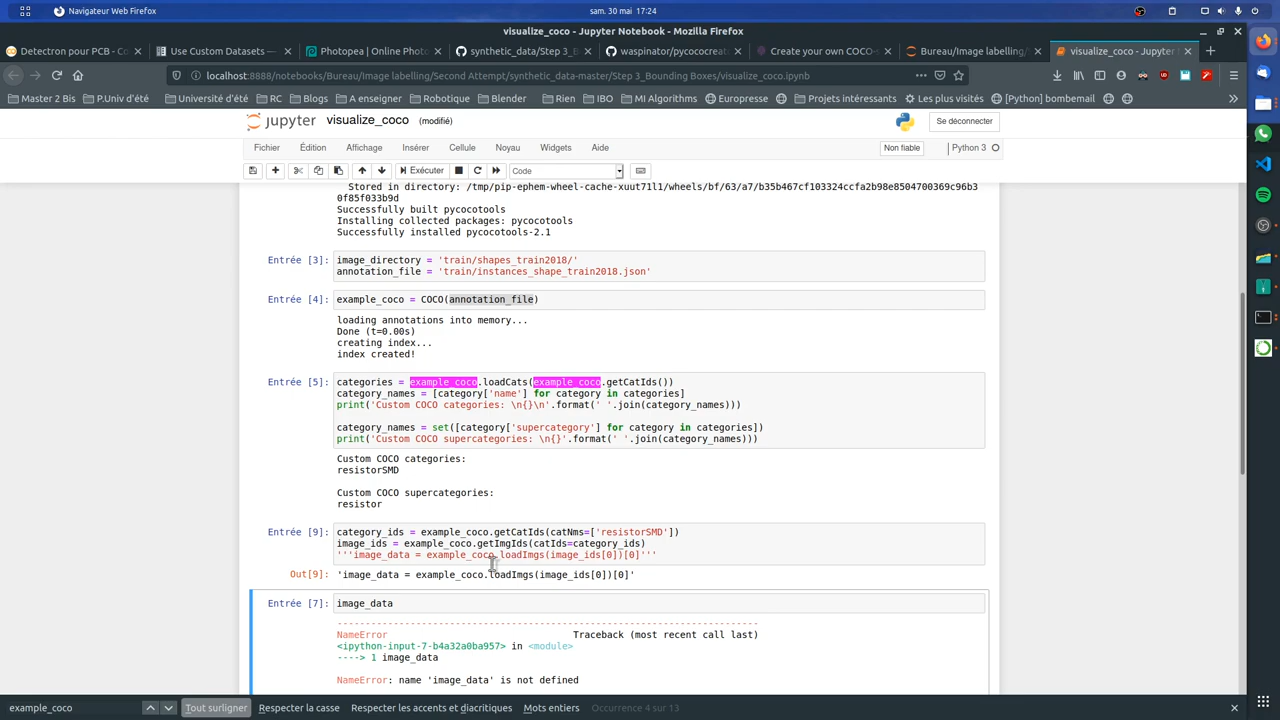 Navigateur Web Firefox
sam. 30 mai 17:24
visualize_coco - Jupyter Notebook - Mozilla Firefox
Detectron pour PCB - Co
Use Custom Datasets —
Photopea | Online Photo
synthetic_data/Step 3_B
waspinator/pycococreat
Create your own COCO-s
Bureau/Image labelling/
visualize_coco - Jupyter
localhost:8888/notebooks/Bureau/Image labelling/Second Attempt/synthetic_data-master/Step 3_Bounding Boxes/visualize_coco.ipynb
Master 2 Bis
P.Univ d'été
Université d'été
RC
Blogs
A enseigner
Robotique
Blender
Rien
IBO
MI Algorithms
Europresse
Projets intéressants
Les plus visités
[Python] bombemail
jupyter
visualize_coco
(modifié)
Se déconnecter
Fichier
Édition
Affichage
Insérer
Cellule
Noyau
Widgets
Aide
Non fiable
Python 3
Exécuter
Code
Stored in directory: /tmp/pip-ephem-wheel-cache-xuut71l1/wheels/bf/63/a7/b35b467cf103324ccfa2b98e8504700369c96b3
0f85f033b9d
Successfully built pycocotools
Installing collected packages: pycocotools
Successfully installed pycocotools-2.1
Entrée [3]: image_directory = 'train/shapes_train2018/'
annotation_file = 'train/instances_shape_train2018.json'
Entrée [4]: example_coco = COCO(annotation_file)
loading annotations into memory...
Done (t=0.00s)
creating index...
index created!
Entrée [5]: categories = example_coco.loadCats(example_coco.getCatIds())
category_names = [category['name'] for category in categories]
print('Custom COCO categories: \n{}\n'.format(' '.join(category_names)))
category_names = set([category['supercategory'] for category in categories])
print('Custom COCO supercategories: \n{}'.format(' '.join(category_names)))
Custom COCO categories:
resistorSMD
Custom COCO supercategories:
resistor
Entrée [9]: category_ids = example_coco.getCatIds(catNms=['resistorSMD'])
image_ids = example_coco.getImgIds(catIds=category_ids)
'''image_data = example_coco.loadImgs(image_ids[0])[0]'''
Out[9]: 'image_data = example_coco.loadImgs(image_ids[0])[0]'
Entrée [7]: image_data
---------------------------------------------------------------------------
NameError Traceback (most recent call last)
<ipython-input-7-b4a32a0ba957> in <module>
----> 1 image_data
NameError: name 'image_data' is not defined
example_coco
Tout surligner
Respecter la casse
Respecter les accents et diacritiques
Mots entiers
Occurrence 4 sur 13